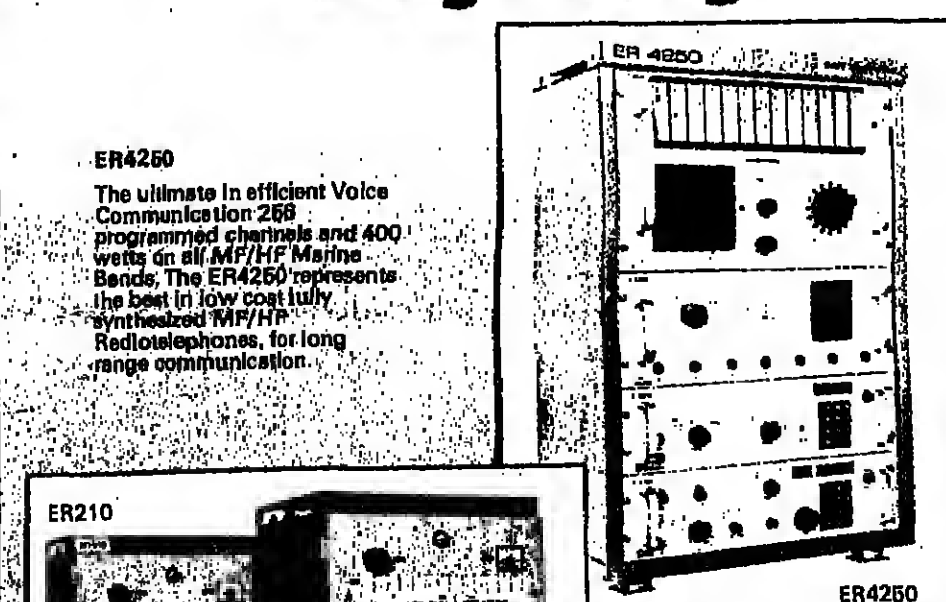 ER 4250
ER4250
The ultimate in efficient Voice
Communication 256
programmed channels and 400
watts on all MF/HF Marine
Bands, The ER4250 represents
the best in low cost fully
synthesized MF/HF
Radiotelephones, for long
range communication.
ER210
ER4250